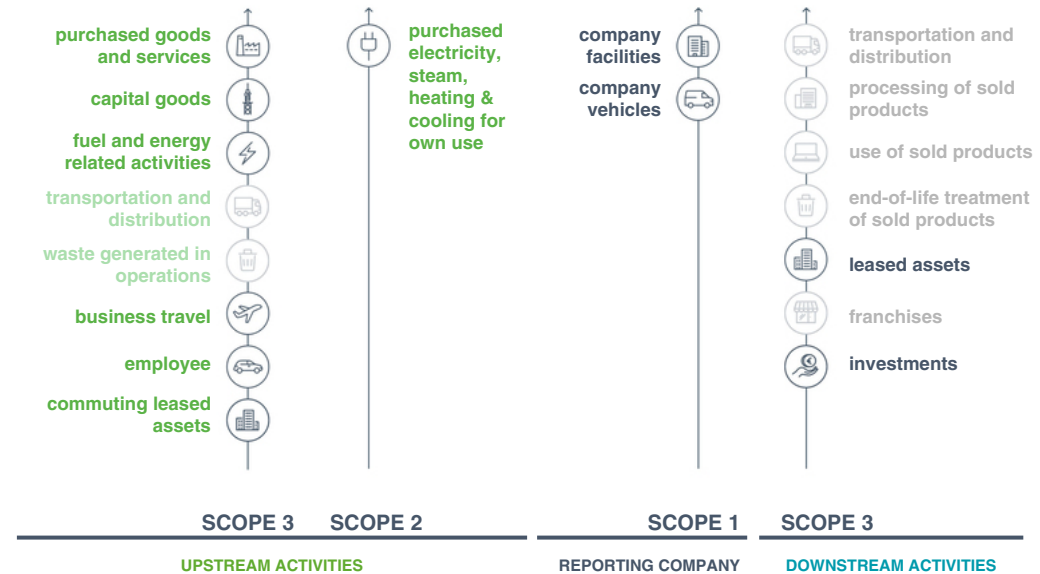 purchased goods
and services
capital goods
fuel and energy
related activities
transportation and
distribution
waste generated in
operations
business travel
employee
commuting leased
assets
purchased
electricity,
steam,
heating &
cooling for
own use
company
facilities
company
vehicles
transportation and
distribution
processing of sold
products
use of sold products
end-of-life treatment
of sold products
leased assets
franchises
investments
SCOPE 3
SCOPE 2
SCOPE 1
SCOPE 3
UPSTREAM ACTIVITIES
REPORTING COMPANY
DOWNSTREAM ACTIVITIES